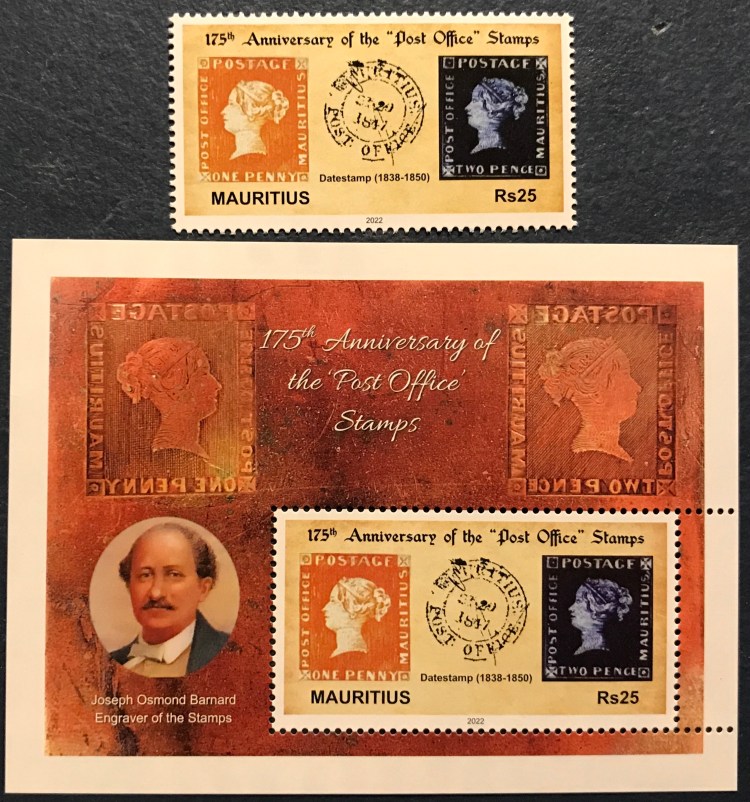 175th Anniversary of the "Post Office" Stamps
POSTAGE
POST OFFICE
MAURITIUS
ONE PENNY
MAURITIUS
1847
POST OFFICE
POSTAGE
POST OFFICE
MAURITIUS
TWO PENCE
Datestamp (1838-1850)
MAURITIUS
Rs25
2022
POSTAGE
MAURITIUS
POST OFFICE
ONE PENNY
175th Anniversary of
the 'Post Office'
Stamps
POSTAGE
MAURITIUS
POST OFFICE
TWO PENCE
Joseph Osmond Barnard
Engraver of the Stamps
175th Anniversary of the "Post Office" Stamps
POSTAGE
POST OFFICE
MAURITIUS
ONE PENNY
MAURITIUS
1847
POST OFFICE
POSTAGE
POST OFFICE
MAURITIUS
TWO PENCE
Datestamp (1838-1850)
MAURITIUS
Rs25
2022